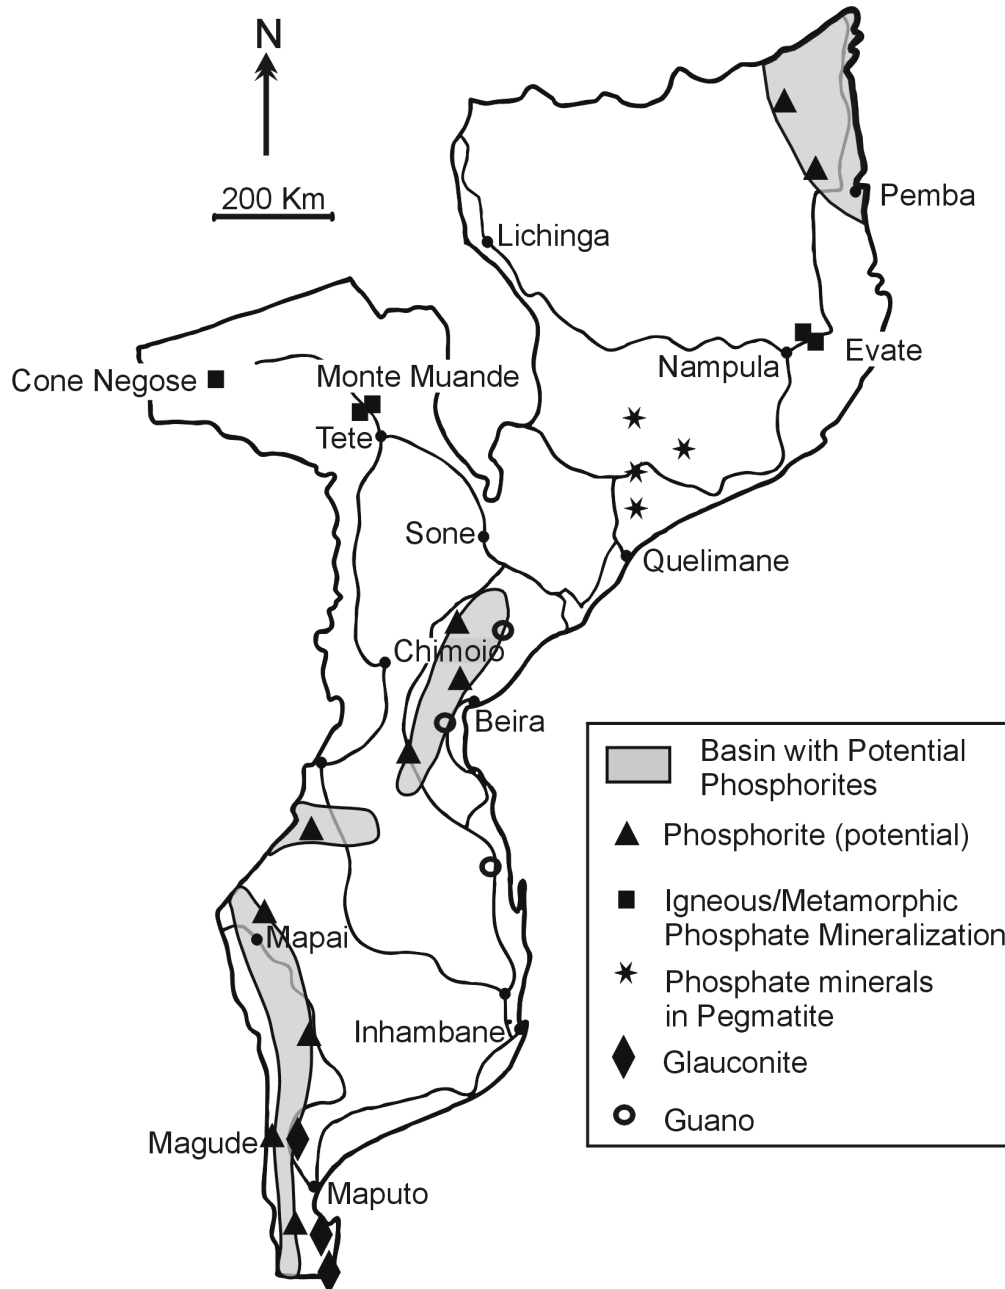 N
200 Km
Pemba
Lichinga
Nampula
Evate
Cone Negose
Monte Muande
Tete
Sone
Quelimane
Chimoio
Beira
Basin with Potential
Phosphorites
Phosphorite (potential)
Igneous/Metamorphic
Phosphate Mineralization
Phosphate minerals
in Pegmatite
Glauconite
Guano
Mapai
Inhambane
Magude
Maputo